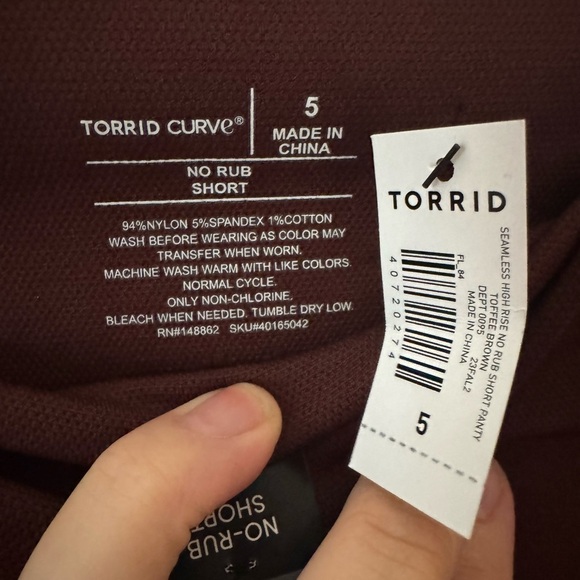 TORRID CURVe®
5
MADE IN
CHINA
NO RUB
SHORT
94%NYLON 5%SPANDEX 1%COTTON
WASH BEFORE WEARING AS COLOR MAY
TRANSFER WHEN WORN.
MACHINE WASH WARM WITH LIKE COLORS.
NORMAL CYCLE.
ONLY NON-CHLORINE,
BLEACH WHEN NEEDED. TUMBLE DRY LOW.
RN#148862 SKU#40165042
TORRID
SEAMLESS HIGH RISE NO RUB SHORT PANTY
TOFFEE BROWN
DEPT 0095 23FAL2
MADE IN CHINA
FL_84
40720274
5
NO-RUB
SHORT